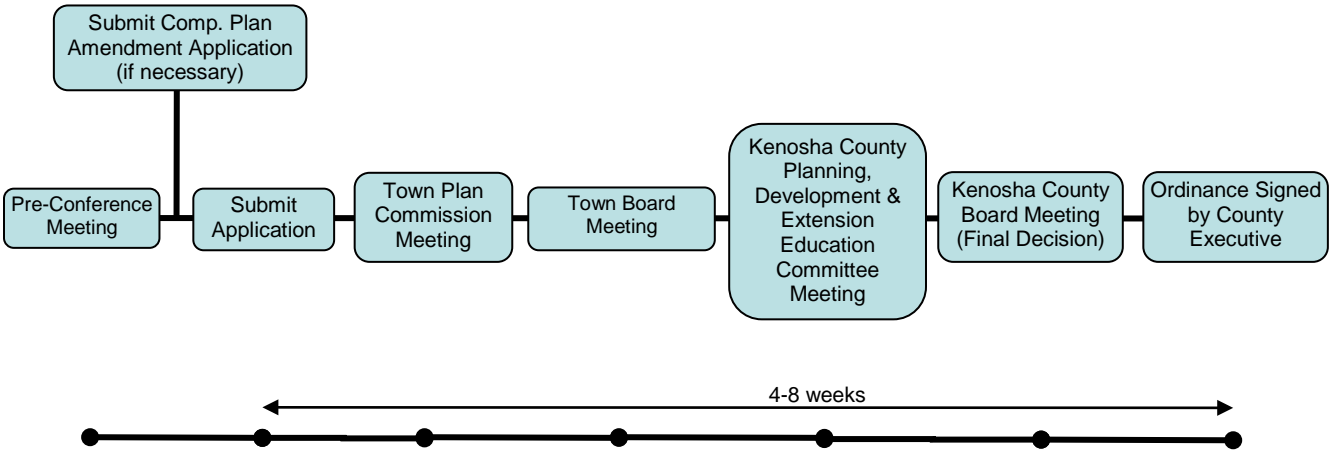 Submit Comp. Plan
Amendment Application
(if necessary)
Pre-Conference
Meeting
Submit
Application
Town Plan
Commission
Meeting
Town Board
Meeting
Kenosha County
Planning,
Development &
Extension
Education
Committee
Meeting
Kenosha County
Board Meeting
(Final Decision)
Ordinance Signed
by County
Executive
4-8 weeks